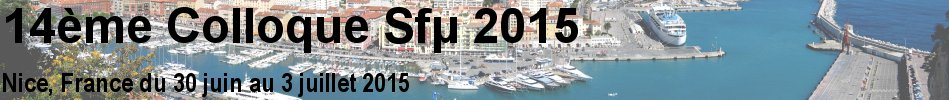 14ème Colloque Sfµ 2015
Nice, France du 30 juin au 3 juillet 2015